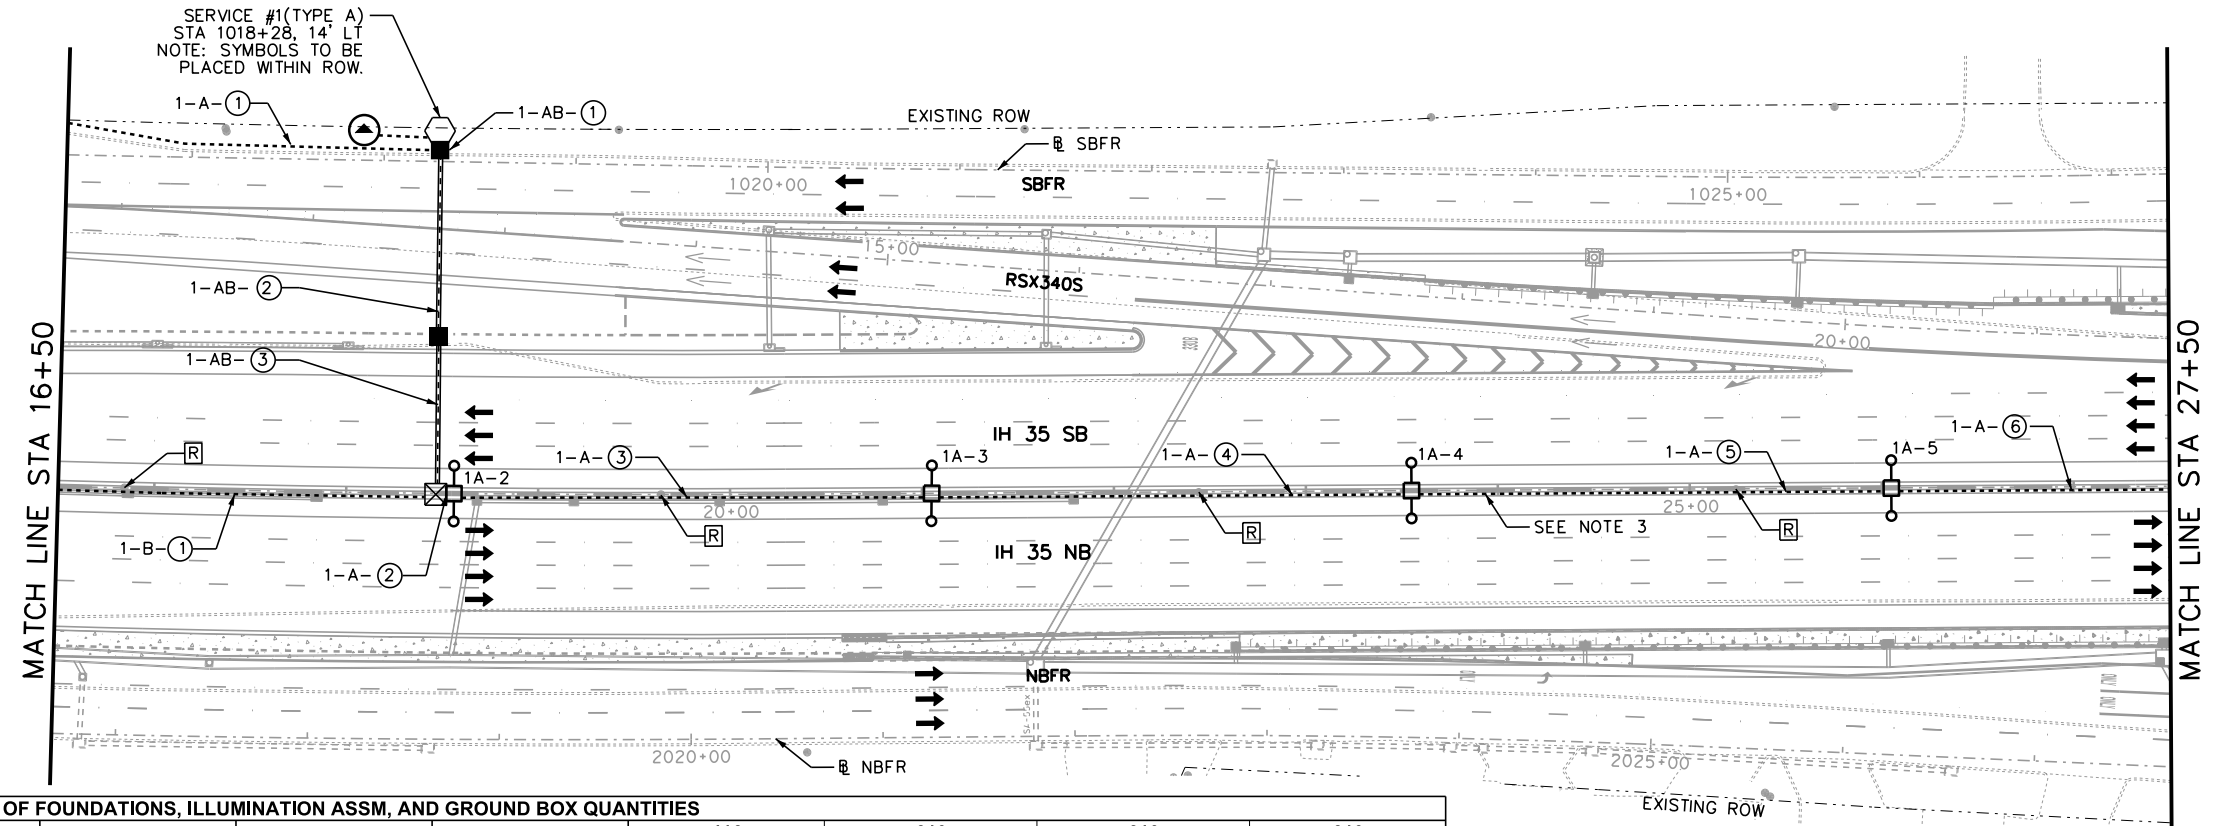 SERVICE #1(TYPE A)
STA 1018+28, 14' LT
NOTE: SYMBOLS TO BE
PLACED WITHIN ROW.
1-A-1
1-AB-1
EXISTING ROW
℄ SBFR
SBFR
1020+00
1025+00
15+00
RSX340S
1-AB-2
20+00
1-AB-3
MATCH LINE STA 16+50
MATCH LINE STA 27+50
IH 35 SB
R
1A-2
1-A-3
1A-3
1-A-4
1A-4
1-A-5
1A-5
1-A-6
20+00
25+00
R
R
SEE NOTE 3
R
1-B-1
1-A-2
IH 35 NB
NBFR
2020+00
℄ NBFR
2025+00
EXISTING ROW
OF FOUNDATIONS, ILLUMINATION ASSM, AND GROUND BOX QUANTITIES